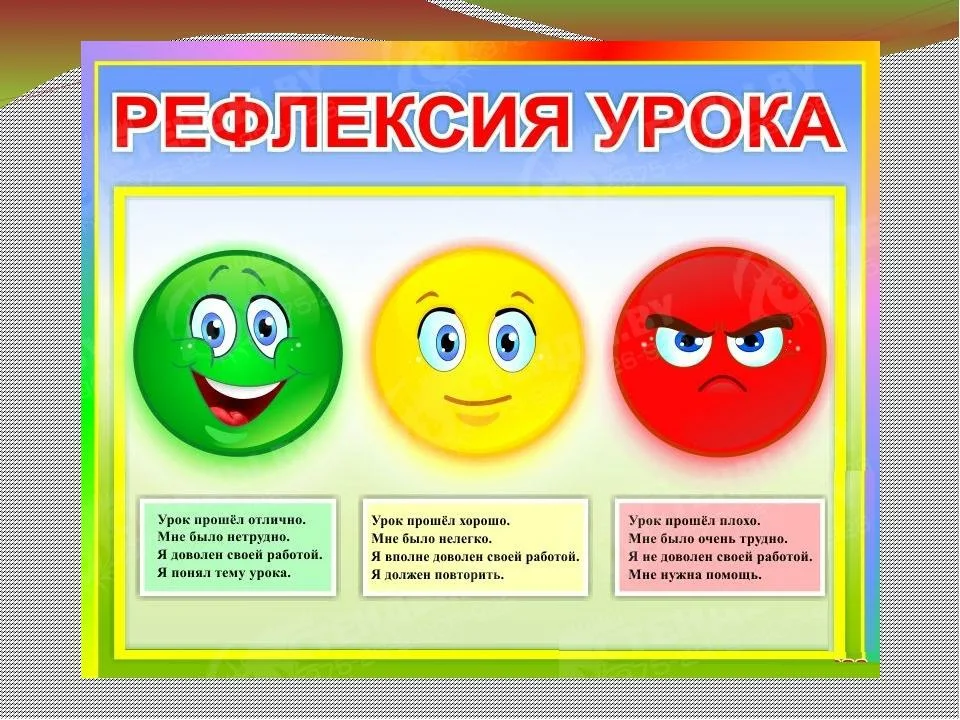 РЕФЛЕКСИЯ УРОКА
Урок прошёл отлично.
Мне было нетрудно.
Я доволен своей работой.
Я понял тему урока.
Урок прошёл хорошо.
Мне было нелегко.
Я вполне доволен своей работой.
Я должен повторить.
Урок прошёл плохо.
Мне было очень трудно.
Я не доволен своей работой.
Мне нужна помощь.